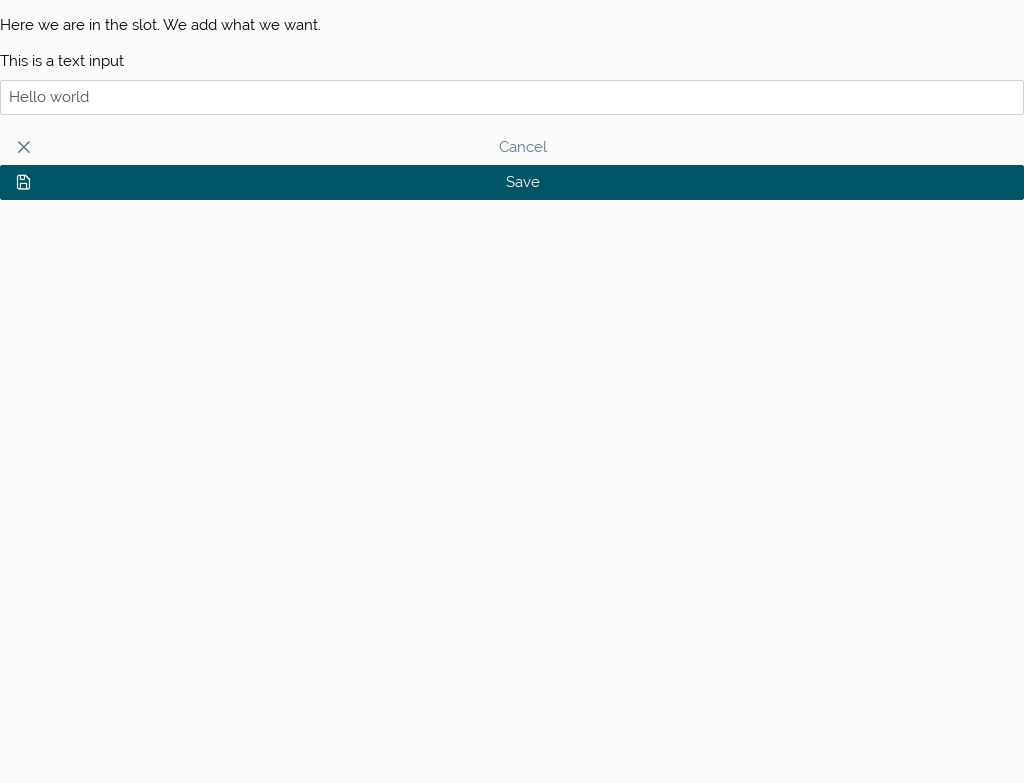 Here we are in the slot. We add what we want.
This is a text input
Hello world
Cancel
Save